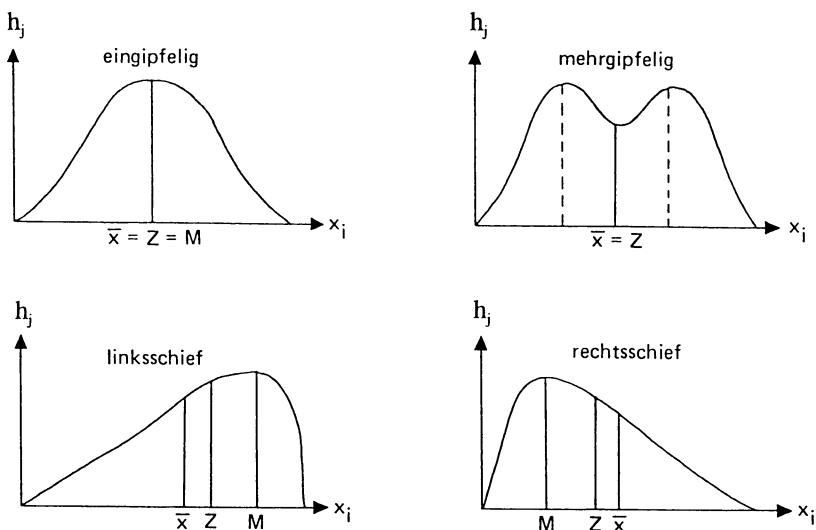 h_j
eingipfelig
x_i
x̅ = Z = M
h_j
mehrgipfelig
x_i
x̅ = Z
h_j
linksschief
x_i
x̅ Z M
h_j
rechtsschief
x_i
M Z x̅